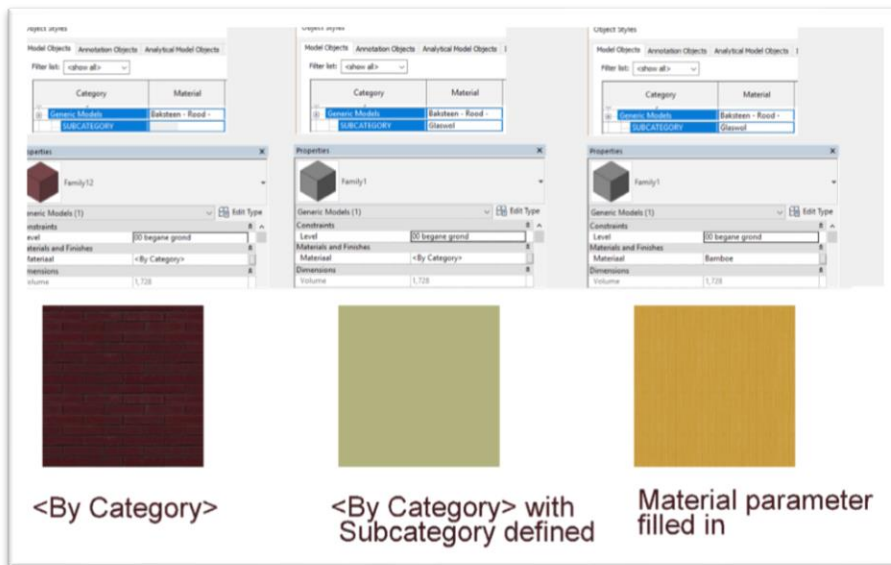 Object Styles
Model Objects Annotation Objects Analytical Model Objects
Filter list: <show all>
Category Material
Generic Models Baksteen - Rood -
SUBCATEGORY
Properties
Family12
Generic Models (1) Edit Type
Constraints
Level 00 begane grond
Materials and Finishes
Materiaal <By Category>
Dimensions
Volume 1,728
<By Category>
Object Styles
Model Objects Annotation Objects Analytical Model Objects
Filter list: <show all>
Category Material
Generic Models Baksteen - Rood -
SUBCATEGORY Glaswol
Properties
Family1
Generic Models (1) Edit Type
Constraints
Level 00 begane grond
Materials and Finishes
Materiaal <By Category>
Dimensions
Volume 1,728
<By Category> with
Subcategory defined
Object Styles
Model Objects Annotation Objects Analytical Model Objects
Filter list: <show all>
Category Material
Generic Models Baksteen - Rood -
SUBCATEGORY Glaswol
Properties
Family1
Generic Models (1) Edit Type
Constraints
Level 00 begane grond
Materials and Finishes
Materiaal Bamboe
Dimensions
Volume 1,728
Material parameter
filled in